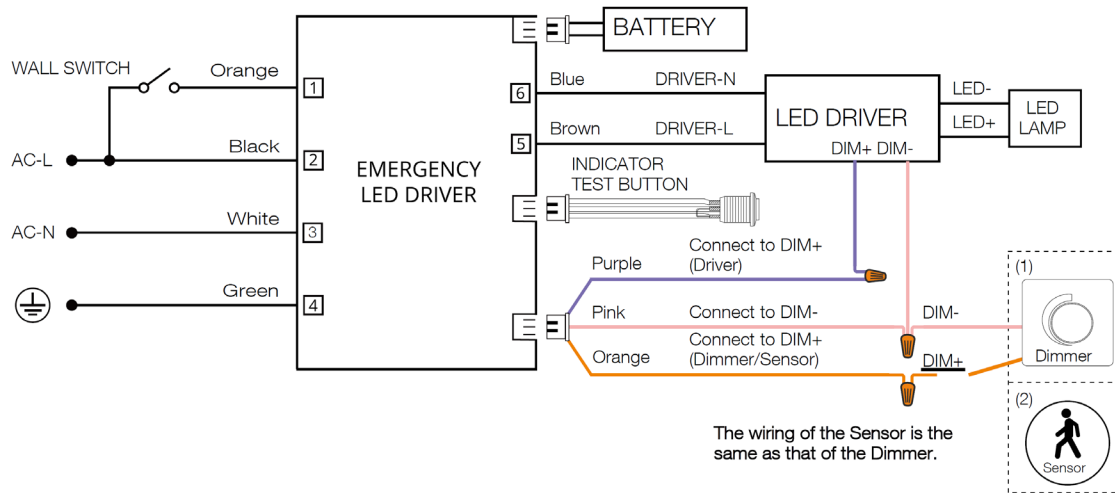 BATTERY
WALL SWITCH
Orange
1
6
Blue
DRIVER-N
LED DRIVER
LED-
LED
LAMP
LED+
Brown
DRIVER-L
5
DIM+ DIM-
AC-L
Black
2
EMERGENCY
LED DRIVER
INDICATOR
TEST BUTTON
AC-N
White
3
Green
4
Purple
Connect to DIM+
(Driver)
Pink
Connect to DIM-
DIM-
Orange
Connect to DIM+
(Dimmer/Sensor)
DIM+
(1)
Dimmer
(2)
Sensor
The wiring of the Sensor is the
same as that of the Dimmer.